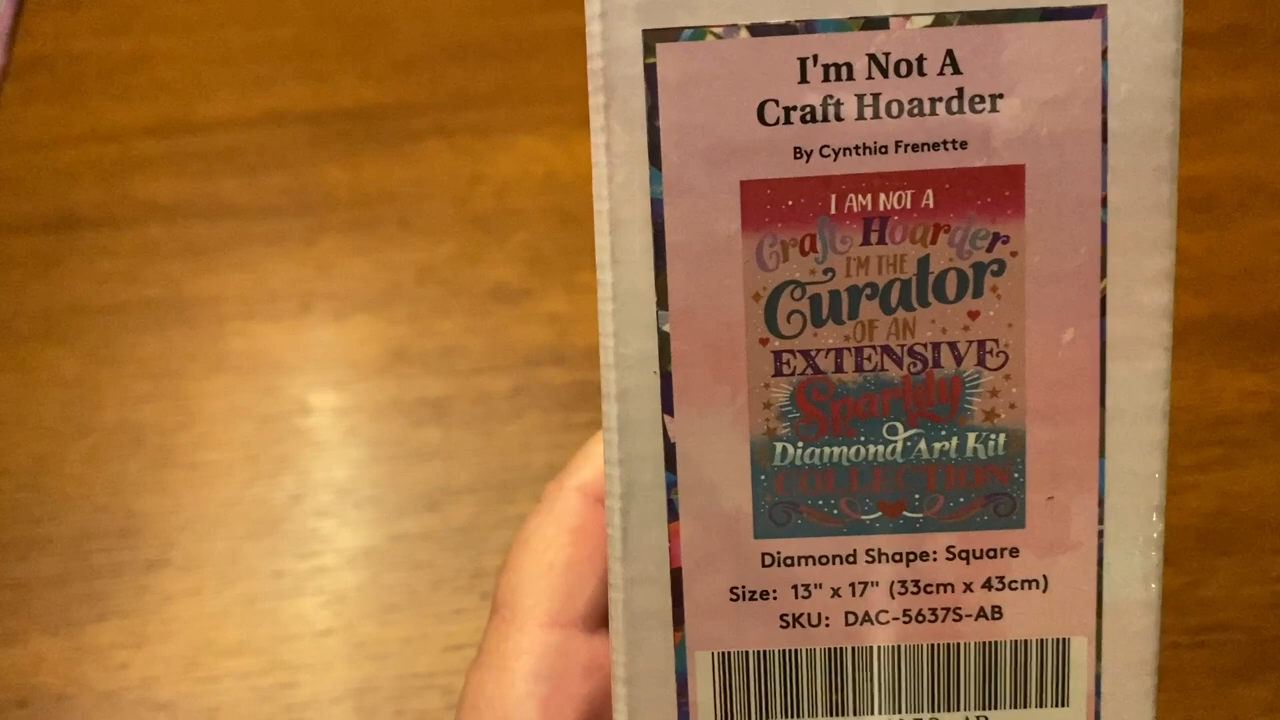 I'm Not A
Craft Hoarder
By Cynthia Frenette
I AM NOT A
Craft Hoarder
I'M THE
Curator
OF AN
EXTENSIVE
Sparkly
Diamond Art Kit
COLLECTION
Diamond Shape: Square
Size: 13" x 17" (33cm x 43cm)
SKU: DAC-5637S-AB